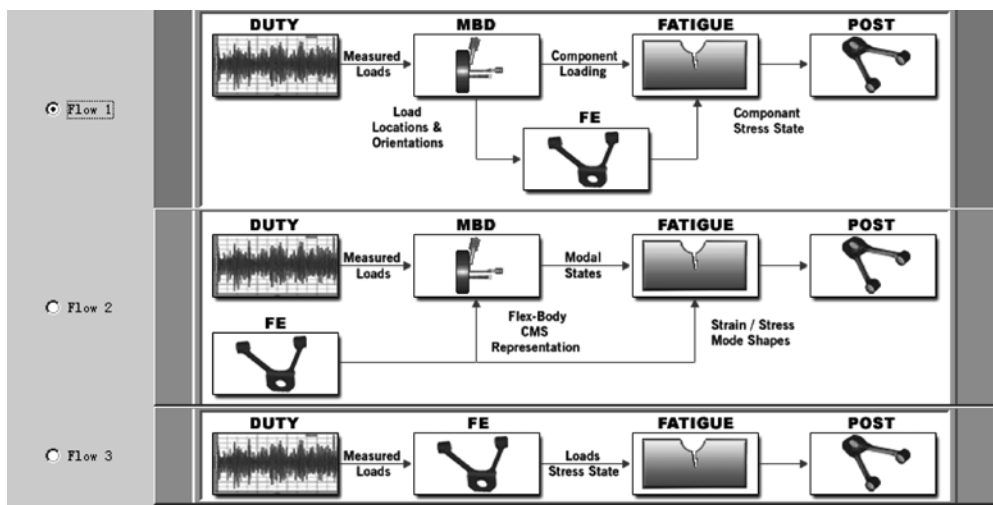 DUTY
MBD
FATIGUE
POST
Measured
Loads
Component
Loading
Flow 1
Load
Locations &
Orientations
FE
Componant
Stress State
DUTY
MBD
FATIGUE
POST
Measured
Loads
Modal
States
Flow 2
FE
Flex-Body
CMS
Representation
Strain / Stress
Mode Shapes
DUTY
FE
FATIGUE
POST
Flow 3
Measured
Loads
Loads
Stress State